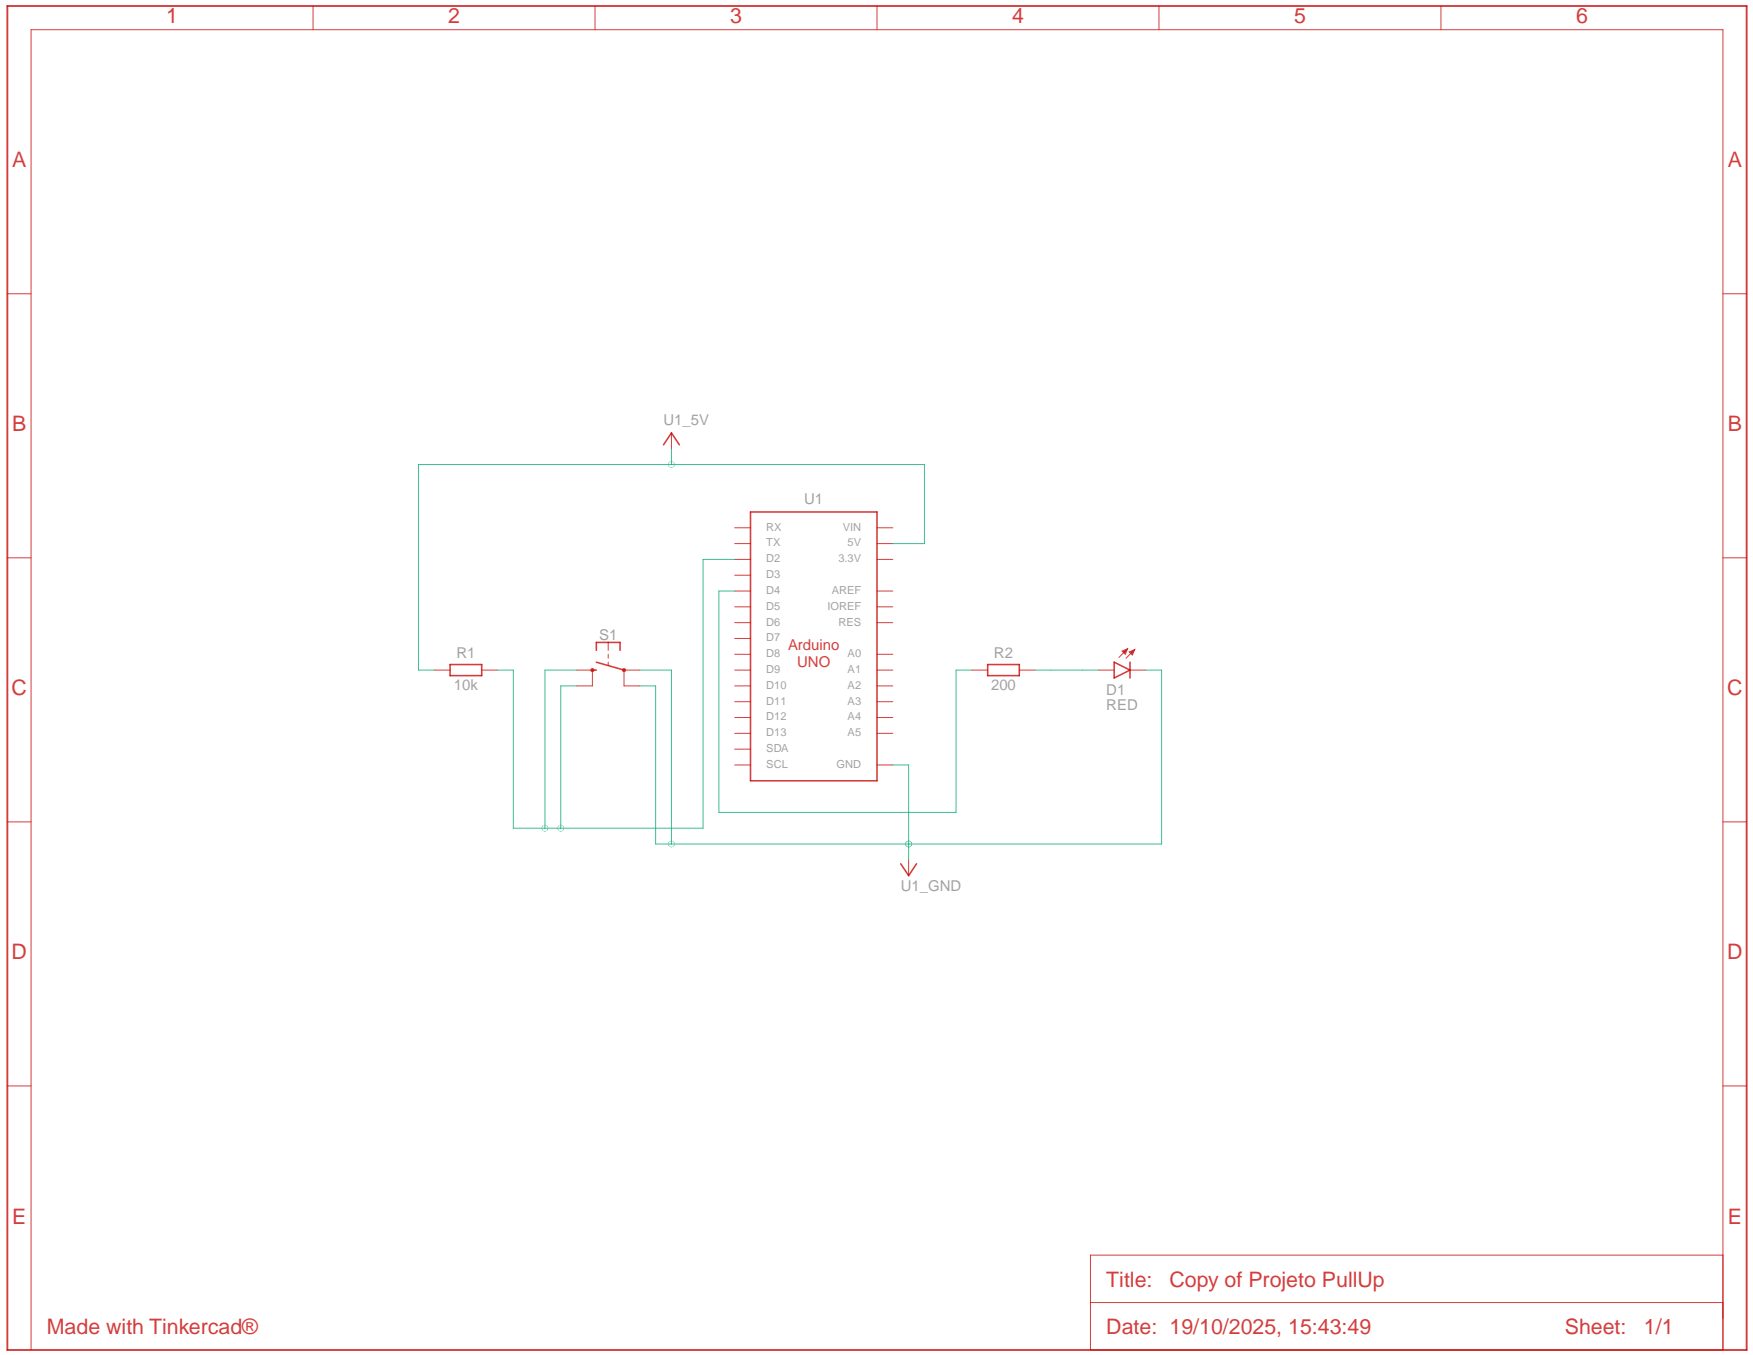 1 2 3 4 5 6
A A
B B
U1_5V
U1
RX VIN
TX 5V
D2 3.3V
D3
D4 AREF
D5 IOREF
D6 RES
S1
D7
Arduino
UNO
R1
D8 A0
R2
D9 A1
10k
D10 A2
200
D1
RED
C C
D11 A3
D12 A4
D13 A5
SDA
SCL GND
U1_GND
D D
E E
Title: Copy of Projeto PullUp
Made with Tinkercad®
Date: 19/10/2025, 15:43:49 Sheet: 1/1